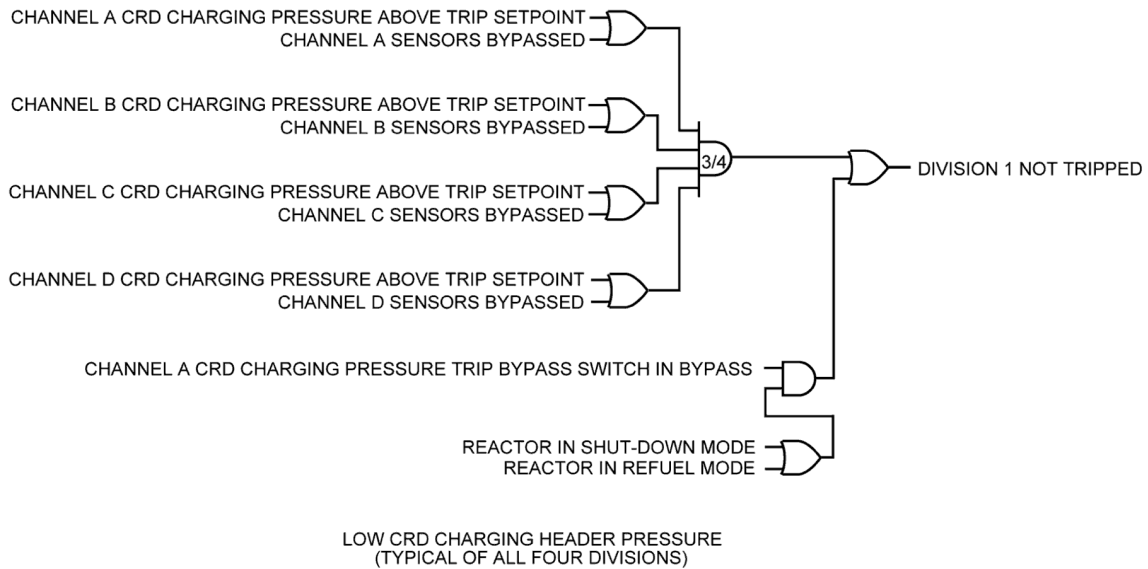 CHANNEL A CRD CHARGING PRESSURE ABOVE TRIP SETPOINT
CHANNEL A SENSORS BYPASSED
CHANNEL B CRD CHARGING PRESSURE ABOVE TRIP SETPOINT
CHANNEL B SENSORS BYPASSED
3/4
DIVISION 1 NOT TRIPPED
CHANNEL C CRD CHARGING PRESSURE ABOVE TRIP SETPOINT
CHANNEL C SENSORS BYPASSED
CHANNEL D CRD CHARGING PRESSURE ABOVE TRIP SETPOINT
CHANNEL D SENSORS BYPASSED
CHANNEL A CRD CHARGING PRESSURE TRIP BYPASS SWITCH IN BYPASS
REACTOR IN SHUT-DOWN MODE
REACTOR IN REFUEL MODE
LOW CRD CHARGING HEADER PRESSURE
(TYPICAL OF ALL FOUR DIVISIONS)